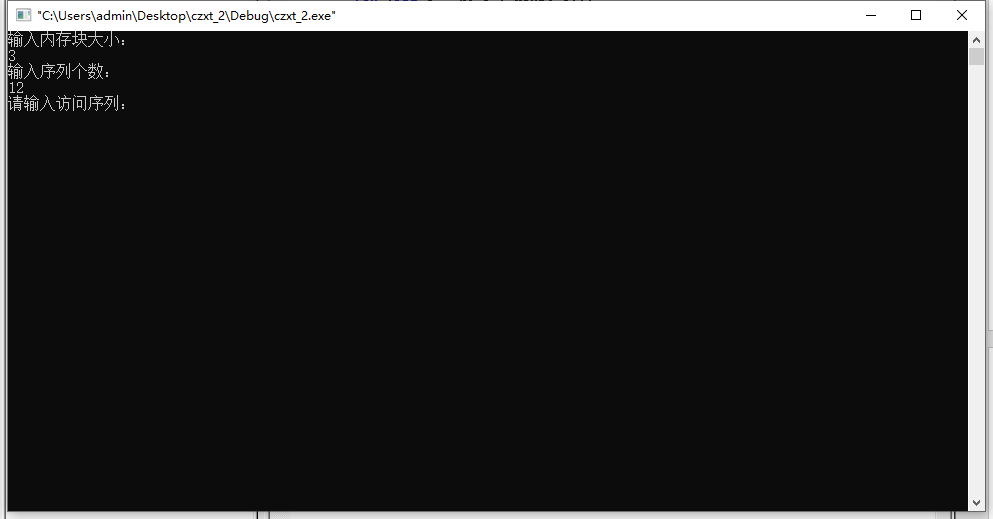 "C:\Users\admin\Desktop\czxt_2\Debug\czxt_2.exe"
输入内存块大小：
3
输入序列个数：
12
请输入访问序列：